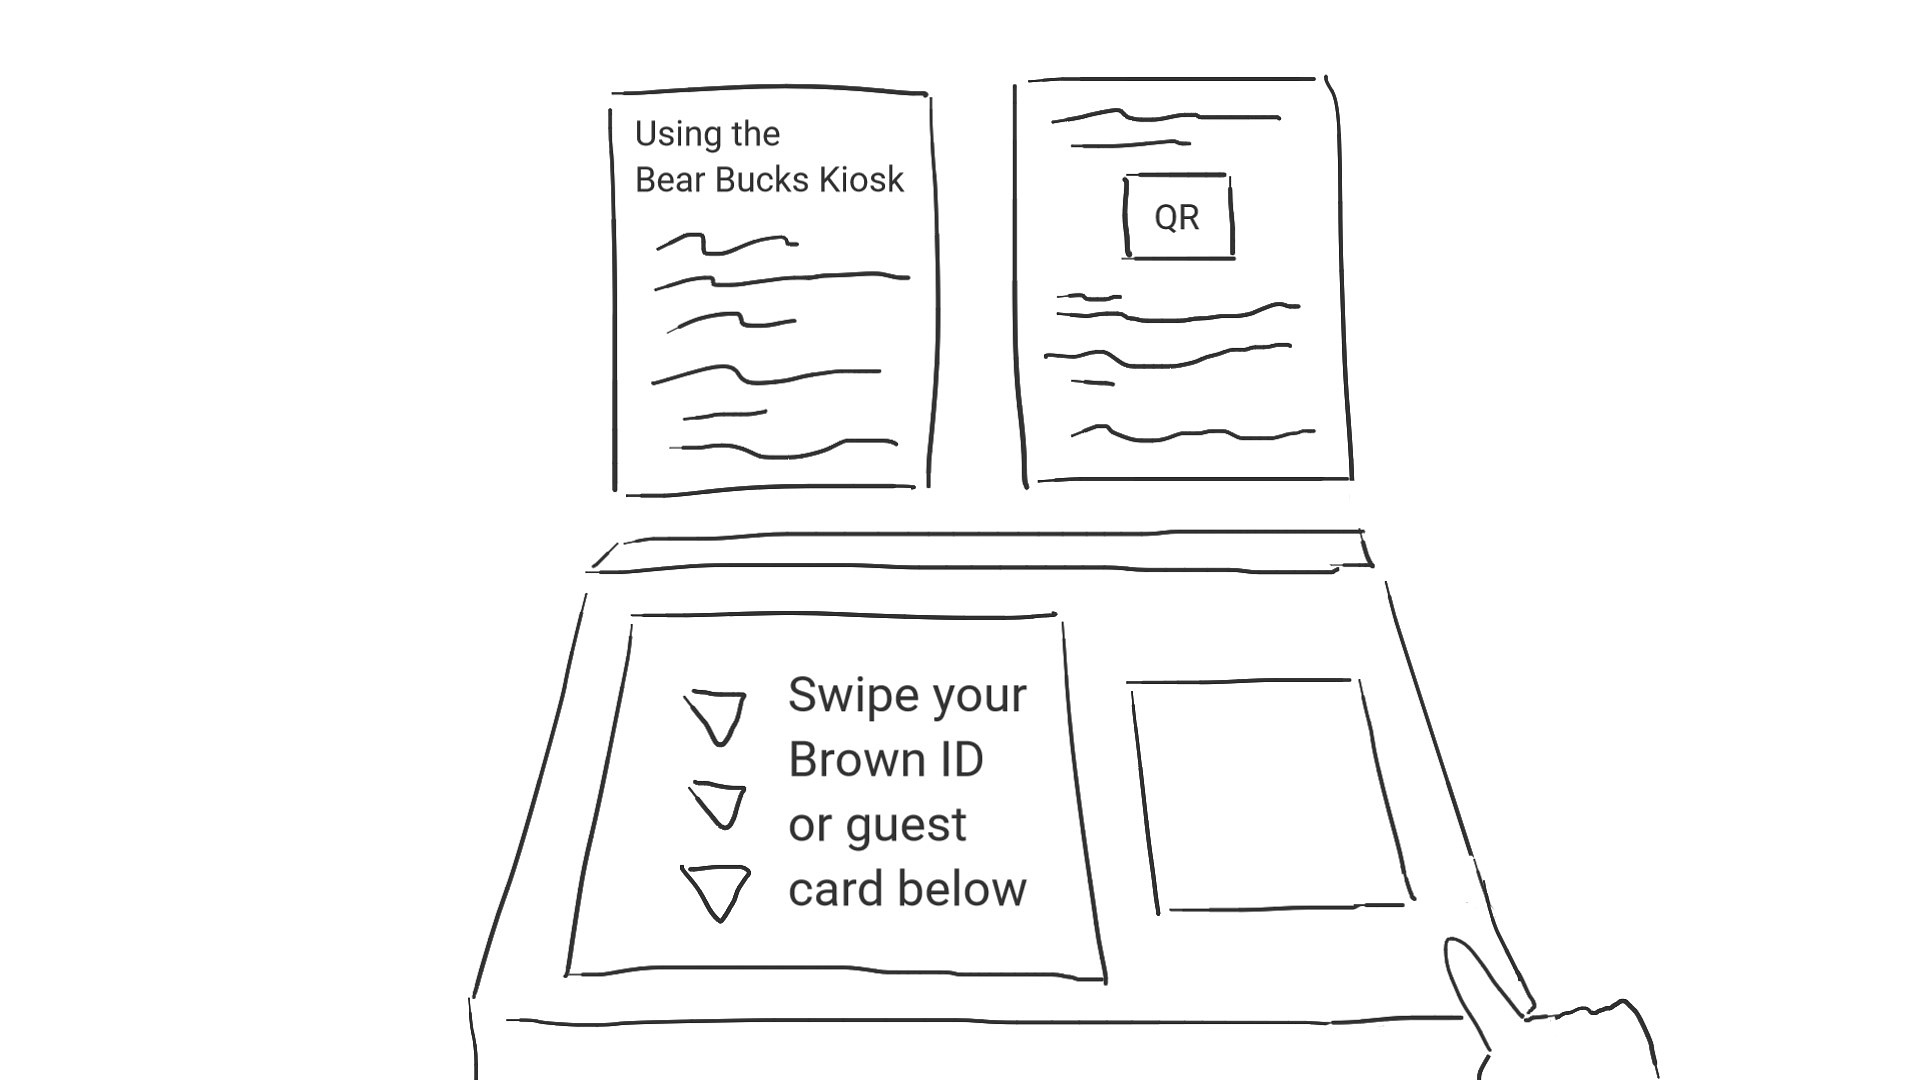 Using the
Bear Bucks Kiosk
QR
Swipe your
Brown ID
or guest
card below